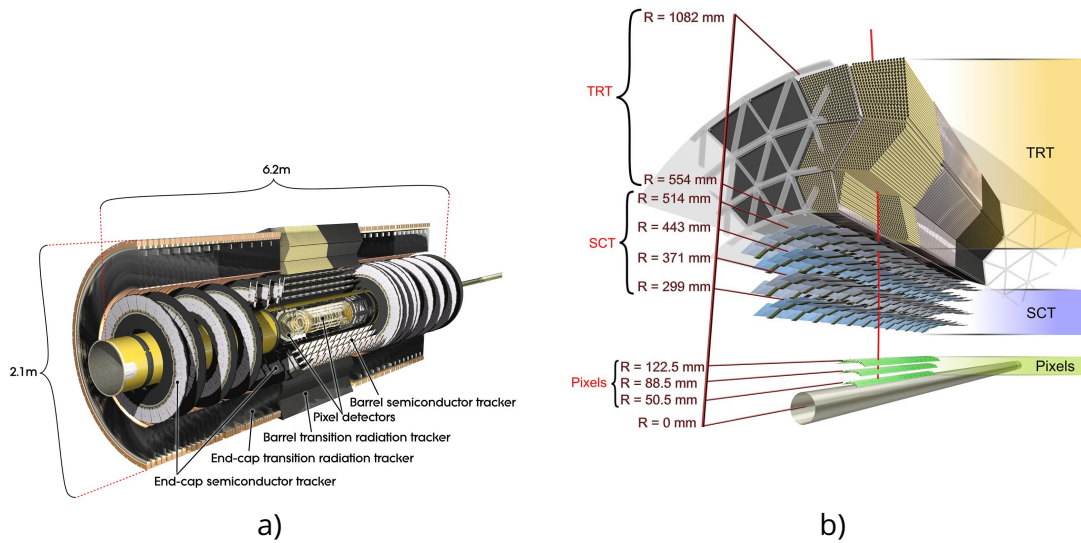 6.2m
2.1m
Barrel semiconductor tracker
Pixel detectors
Barrel transition radiation tracker
End-cap transition radiation tracker
End-cap semiconductor tracker
a)
R = 1082 mm
TRT
TRT
R = 554 mm
R = 514 mm
R = 443 mm
SCT
R = 371 mm
R = 299 mm
SCT
R = 122.5 mm
Pixels
Pixels
R = 88.5 mm
R = 50.5 mm
R = 0 mm
b)